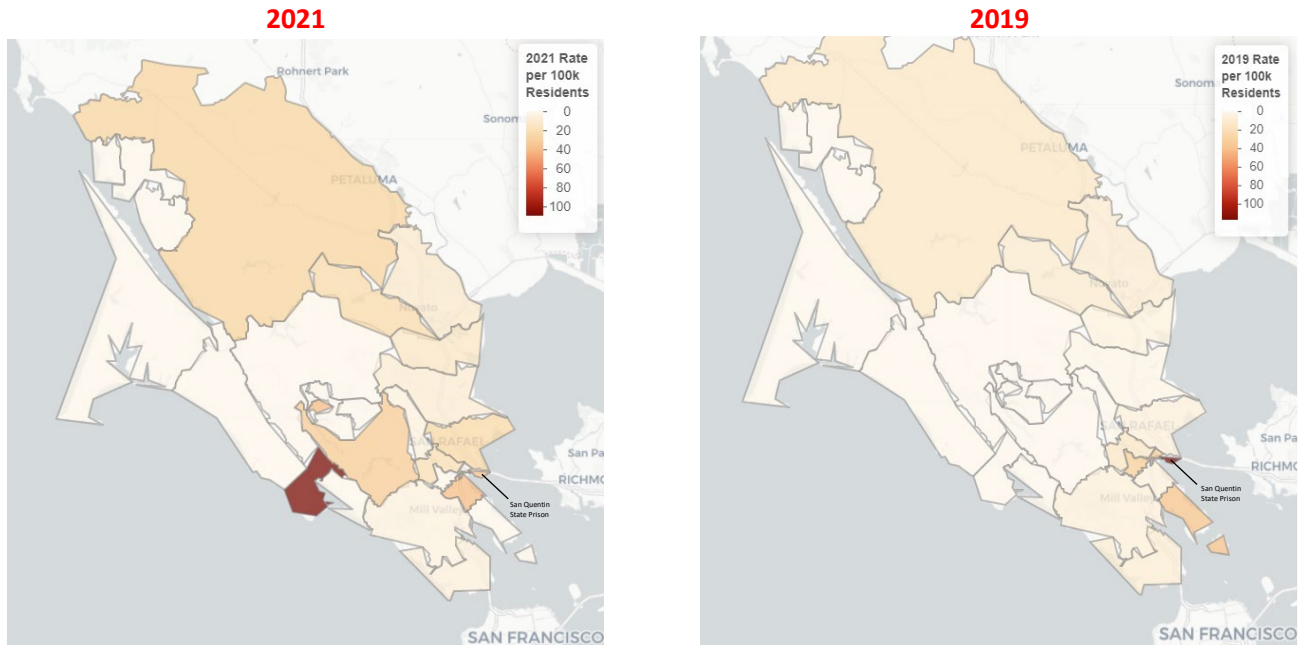 2021
2019
2021 Rate
per 100k
Residents
0
20
40
60
80
100
Rohnert Park
Sonom
PETALUMA
Novato
SAN RAFAEL
San Pa
RICHMO
San Quentin
State Prison
Mill Valley
SAN FRANCISCO
2019 Rate
per 100k
Residents
0
20
40
60
80
100
Sonoma
PETALUMA
Novato
SAN RAFAEL
San Pa
RICHMO
San Quentin
State Prison
Mill Valley
SAN FRANCISCO